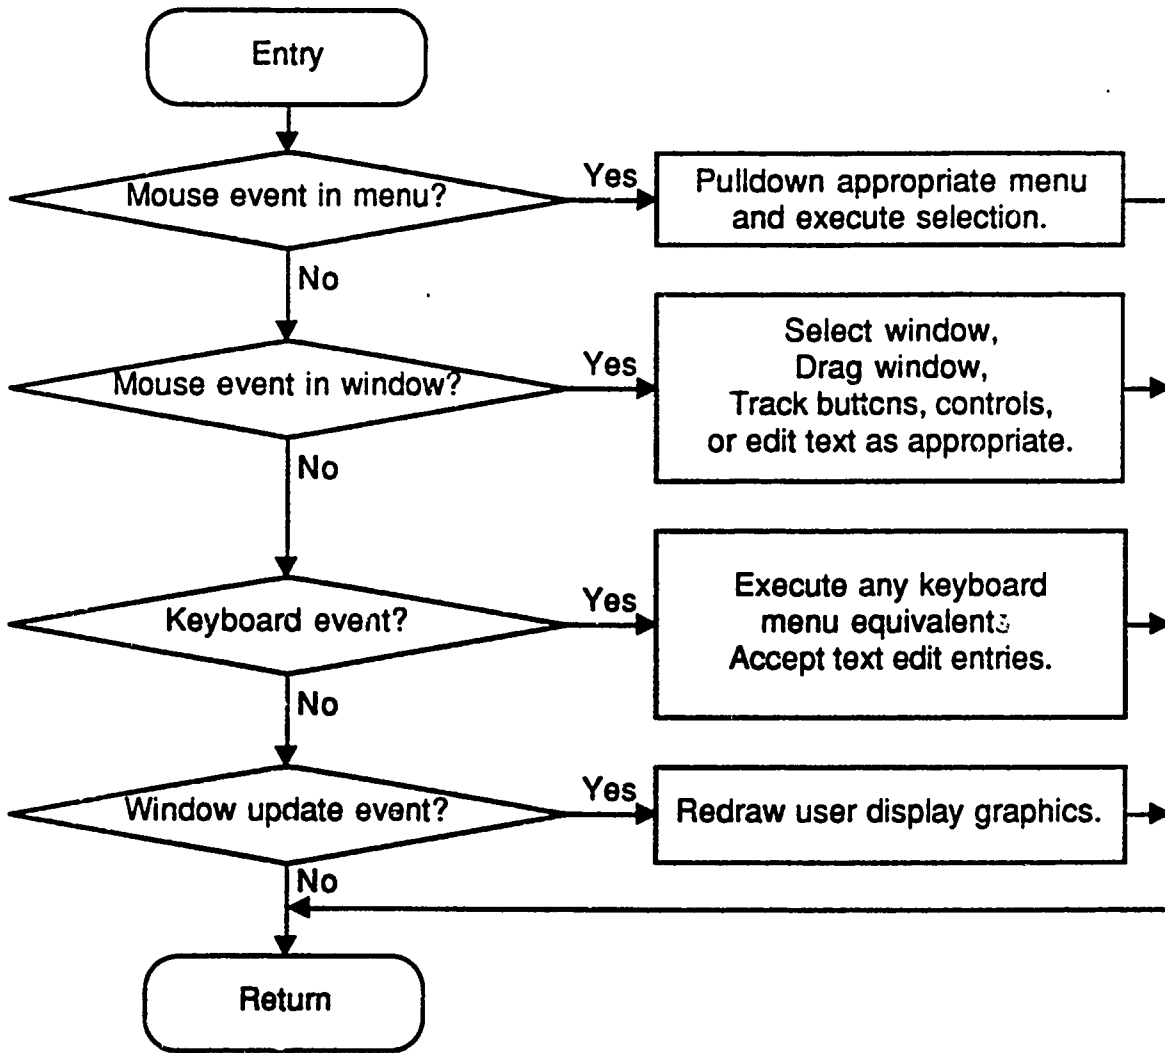 Entry
Mouse event in menu?
Yes
Pulldown appropriate menu
and execute selection.
No
Mouse event in window?
Yes
Select window,
Drag window,
Track buttons, controls,
or edit text as appropriate.
No
Keyboard event?
Yes
Execute any keyboard
menu equivalents
Accept text edit entries.
No
Window update event?
Yes
Redraw user display graphics.
No
Return